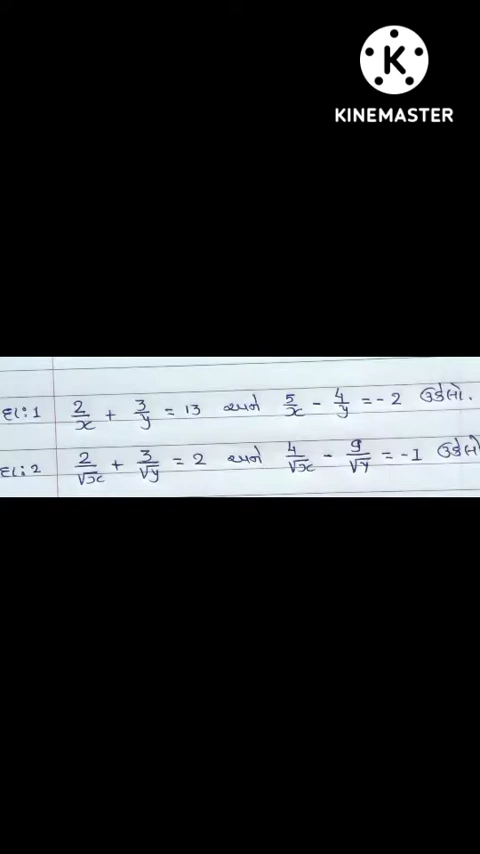 KINEMASTER
દા:1 2/x + 3/y = 13 અને 5/x - 4/y = -2 ઉકેલો.
દા:2 2/√x + 3/√y = 2 અને 4/√x - 9/√y = -1 ઉકેલો